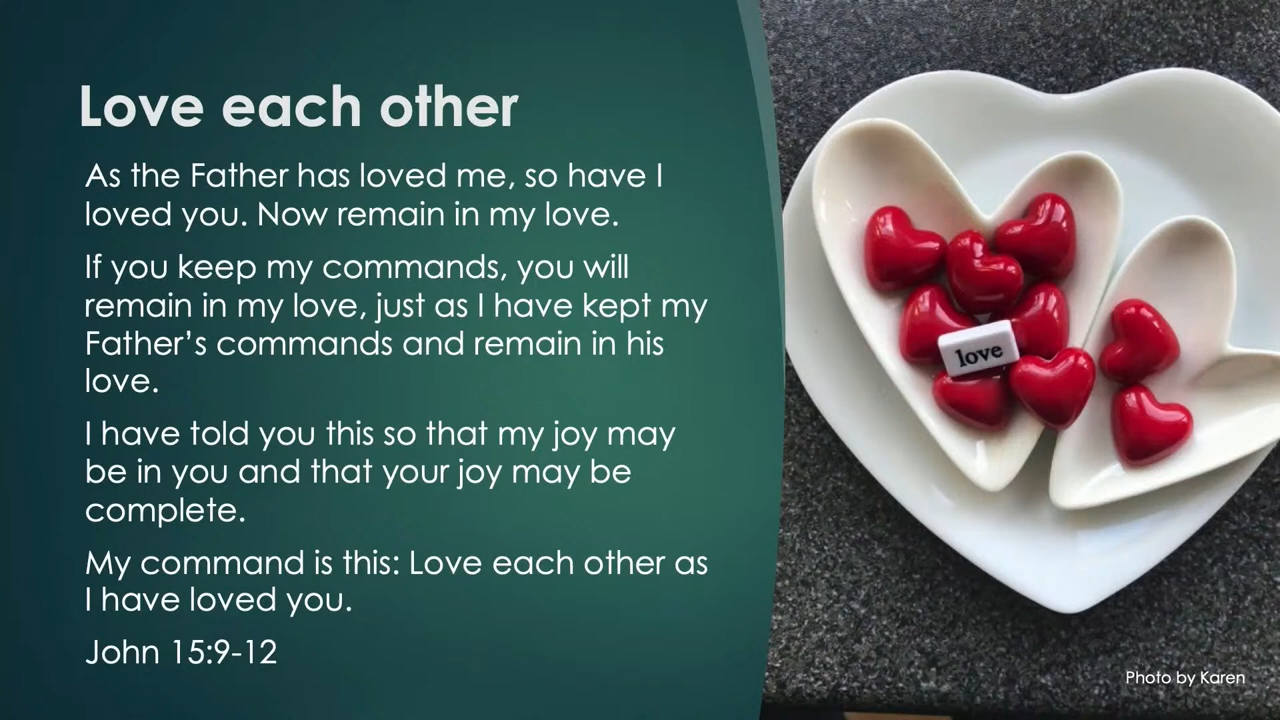 Love each other
As the Father has loved me, so have I
loved you. Now remain in my love.
If you keep my commands, you will
remain in my love, just as I have kept my
Father’s commands and remain in his
love.
I have told you this so that my joy may
be in you and that your joy may be
complete.
My command is this: Love each other as
I have loved you.
John 15:9-12
love
Photo by Karen